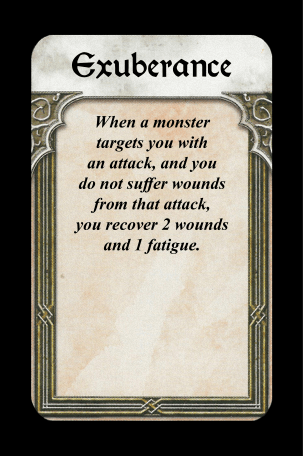 Exuberance
When a monster
targets you with
an attack, and you
do not suffer wounds
from that attack,
you recover 2 wounds
and 1 fatigue.